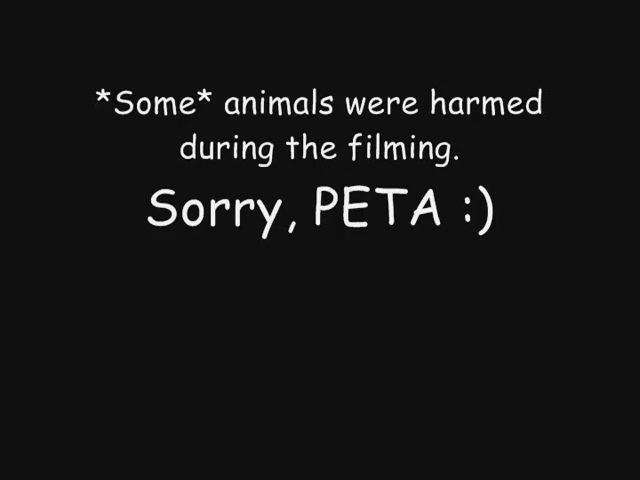 *Some* animals were harmed
during the filming.
Sorry, PETA :)